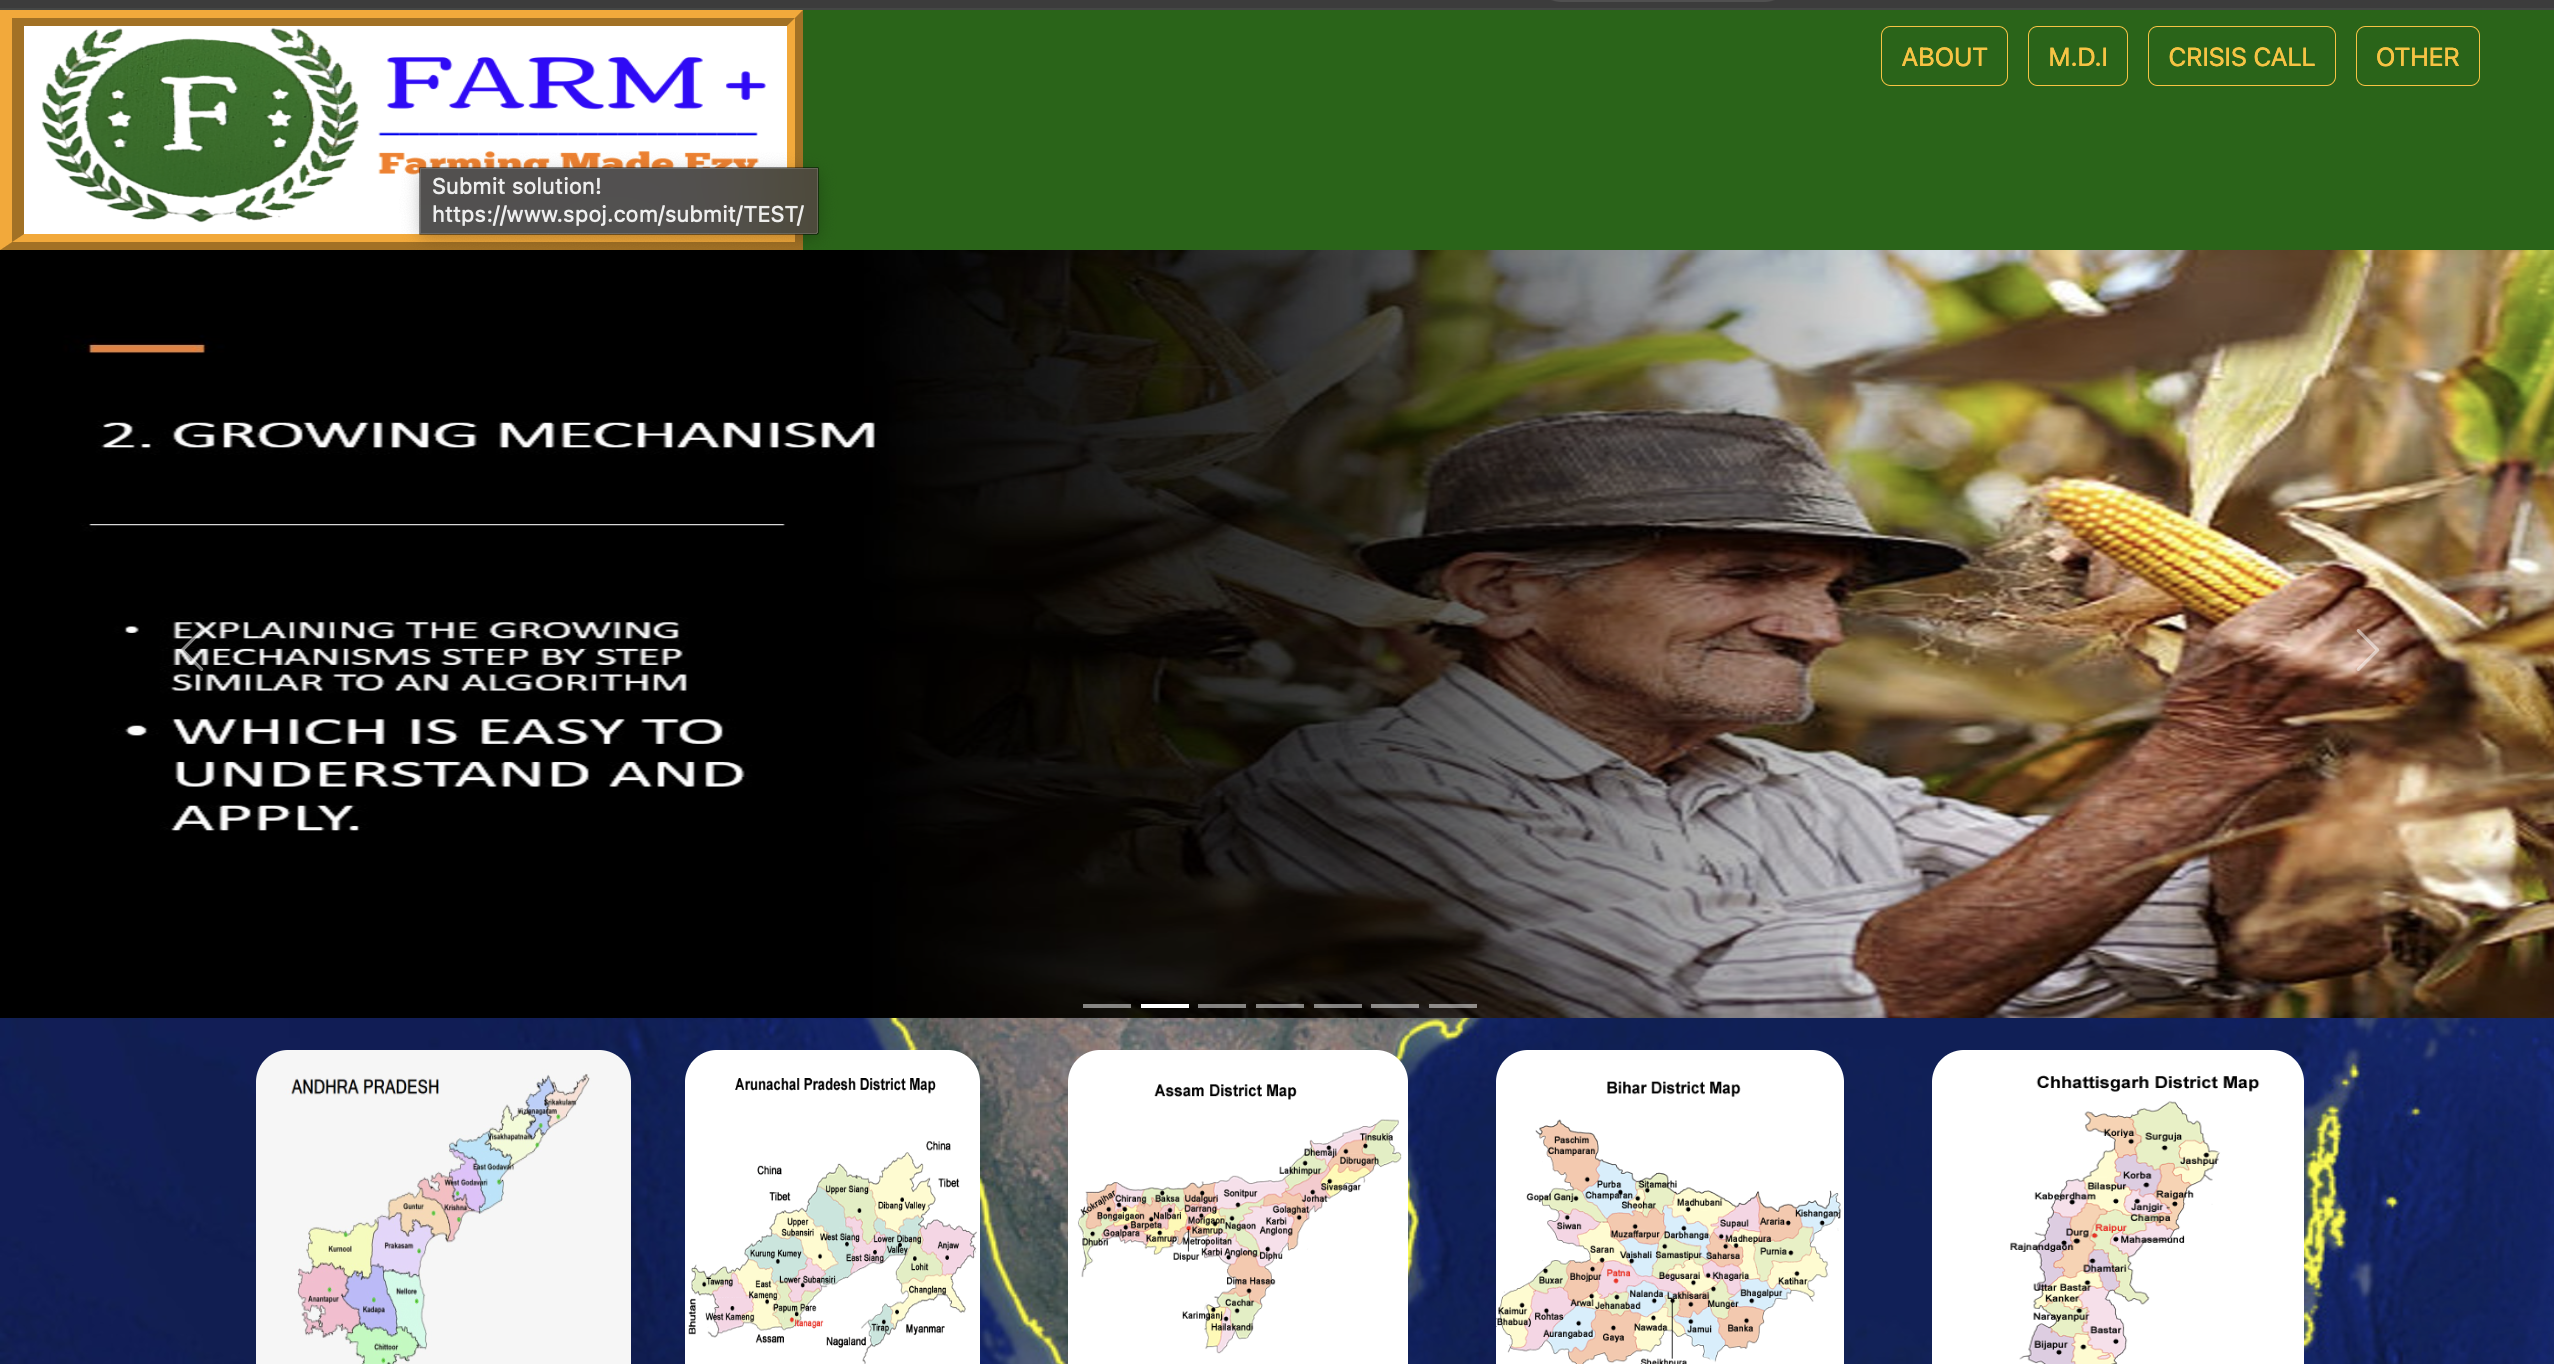 F
FARM +
Farming Made Ezy
Submit solution!
https://www.spoj.com/submit/TEST/
ABOUT
M.D.I
CRISIS CALL
OTHER
2. GROWING MECHANISM
• EXPLAINING THE GROWING
MECHANISMS STEP BY STEP
SIMILAR TO AN ALGORITHM
• WHICH IS EASY TO
UNDERSTAND AND
APPLY.
ANDHRA PRADESH
Srikakulam
Visakhapatnam
East Godavari
West Godavari
Krishna
Guntur
Kurnool
Prakasam
Anantapur
Kadapa
Nellore
Chittoor
Arunachal Pradesh District Map
China
China
Tibet
Tibet
Upper Siang
Dibang Valley
Upper
Subansiri
West Siang
Lower Dibang
Valley
Anjaw
Kurung Kumey
East Siang
Lohit
Tawang
East
Kameng
Lower Subansiri
Changlang
West Kameng
Papum Pare
Itanagar
Bhutan
Assam
Nagaland
Tirap
Myanmar
Assam District Map
Tinsukia
Dhemaji
Dibrugarh
Lakhimpur
Sivasagar
Jorhat
Kokrajhar
Chirang
Baksa
Udalguri
Sonitpur
Darrang
Golaghat
Bongaigaon
Nalbari
Morigaon
Barpeta
Kamrup
Nagaon
Karbi
Anglong
Dhubri
Goalpara
Kamrup
Metropolitan
Dispur
Karbi Anglong
Diphu
Dima Hasao
Cachar
Karimganj
Hailakandi
Bihar District Map
Paschim
Champaran
Purba
Champaran
Sitamarhi
Sheohar
Gopal Ganj
Madhubani
Siwan
Supaul
Araria
Kishanganj
Muzaffarpur
Darbhanga
Madhepura
Saran
Vaishali
Samastipur
Saharsa
Purnia
Buxar
Bhojpur
Patna
Begusarai
Khagaria
Katihar
Nalanda
Lakhisarai
Bhagalpur
Arwal
Jehanabad
Munger
Kaimur
Bhabua)
Rohtas
Aurangabad
Gaya
Nawada
Jamui
Banka
Sheikhpura
Chhattisgarh District Map
Koriya
Surguja
Jashpur
Korba
Bilaspur
Kabeerdham
Raigarh
Janjgir -
Champa
Durg
Raipur
Mahasamund
Rajnandgaon
Dhamtari
Uttar Bastar
Kanker
Narayanpur
Bastar
Bijapur